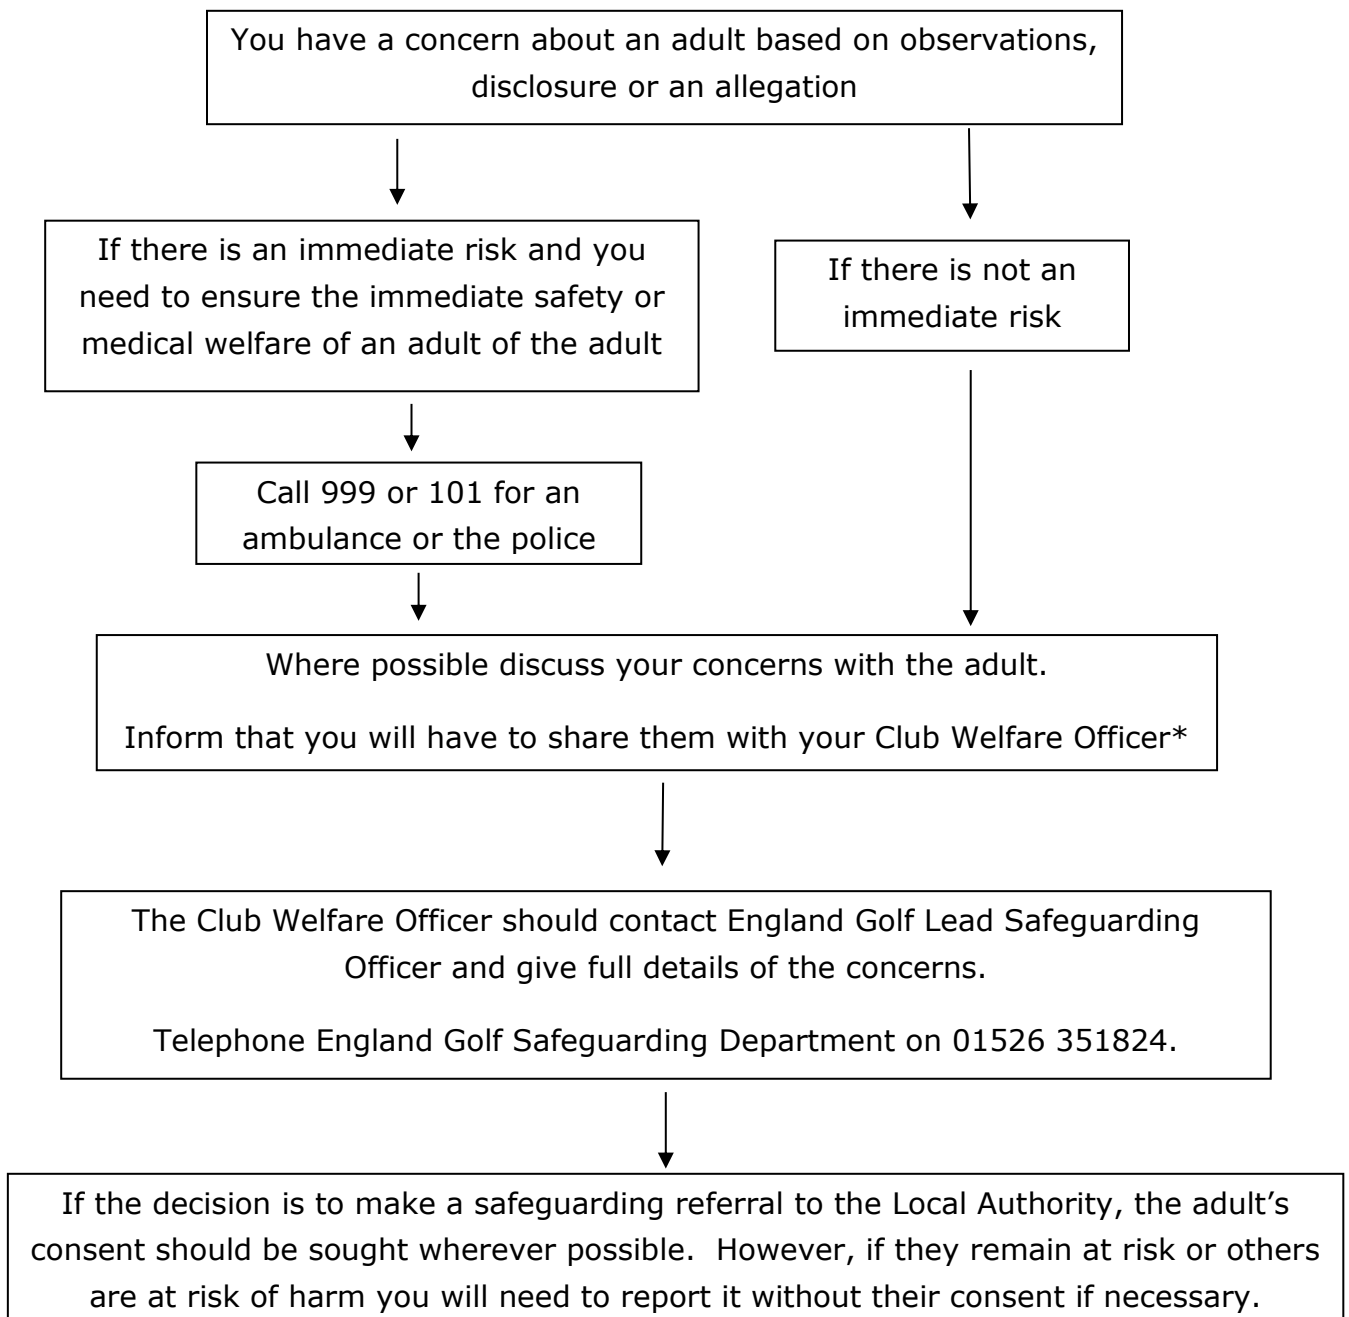 You have a concern about an adult based on observations,
disclosure or an allegation
If there is an immediate risk and you
need to ensure the immediate safety or
medical welfare of an adult of the adult
If there is not an
immediate risk
Call 999 or 101 for an
ambulance or the police
Where possible discuss your concerns with the adult.
Inform that you will have to share them with your Club Welfare Officer*
The Club Welfare Officer should contact England Golf Lead Safeguarding
Officer and give full details of the concerns.
Telephone England Golf Safeguarding Department on 01526 351824.
If the decision is to make a safeguarding referral to the Local Authority, the adult’s
consent should be sought wherever possible.  However, if they remain at risk or others
are at risk of harm you will need to report it without their consent if necessary.